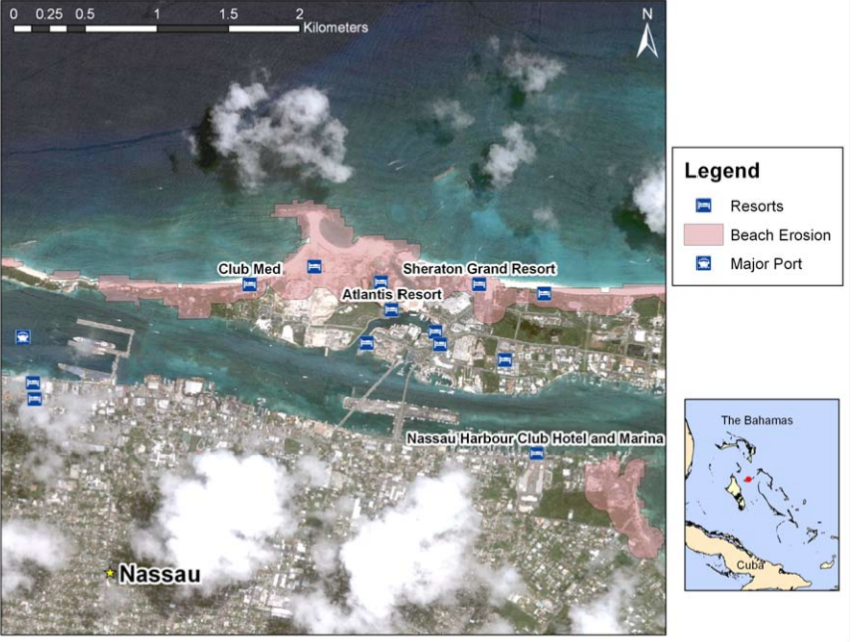 0 0.25 0.5 1 1.5 2
Kilometers
N
Club Med
Sheraton Grand Resort
Atlantis Resort
Nassau Harbour Club Hotel and Marina
Nassau
Legend
Resorts
Beach Erosion
Major Port
The Bahamas
Cuba